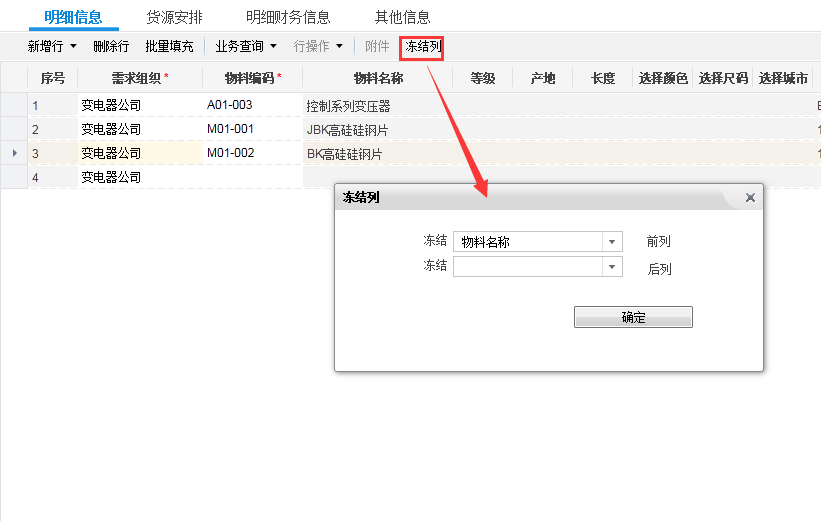 明细信息 货源安排 明细财务信息 其他信息
新增行 删除行 批量填充 业务查询 行操作 附件 冻结列
序号 需求组织* 物料编码* 物料名称 等级 产地 长度 选择颜色 选择尺码 选择城市
1 变电器公司 A01-003 控制系列变压器
2 变电器公司 M01-001 JBK高硅硅钢片
3 变电器公司 M01-002 BK高硅硅钢片
4 变电器公司
冻结列
冻结 物料名称 前列
冻结 后列
确定